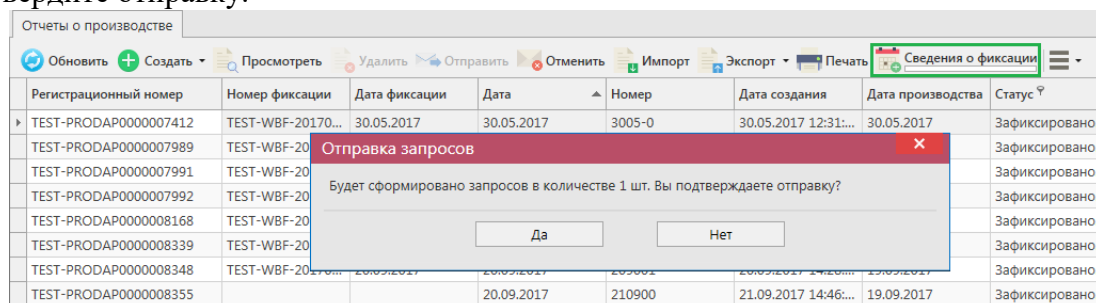 вердите отправку.
Отчеты о производстве
Обновить Создать Просмотреть Удалить Отправить Отменить Импорт Экспорт Печать Сведения о фиксации
Регистрационный номер Номер фиксации Дата фиксации Дата Номер Дата создания Дата производства Статус
TEST-PRODAP0000007412 TEST-WBF-20170... 30.05.2017 30.05.2017 3005-0 30.05.2017 12:31:... 30.05.2017 Зафиксировано
TEST-PRODAP0000007989 TEST-WBF-20 Зафиксировано
Отправка запросов
TEST-PRODAP0000007991 TEST-WBF-20 Зафиксировано
Будет сформировано запросов в количестве 1 шт. Вы подтверждаете отправку?
TEST-PRODAP0000007992 TEST-WBF-20 Зафиксировано
TEST-PRODAP0000008168 TEST-WBF-20 Зафиксировано
Да Нет
TEST-PRODAP0000008339 TEST-WBF-20 Зафиксировано
TEST-PRODAP0000008348 Зафиксировано
TEST-PRODAP0000008355 20.09.2017 210900 21.09.2017 14:46:... 19.09.2017 Зафиксировано